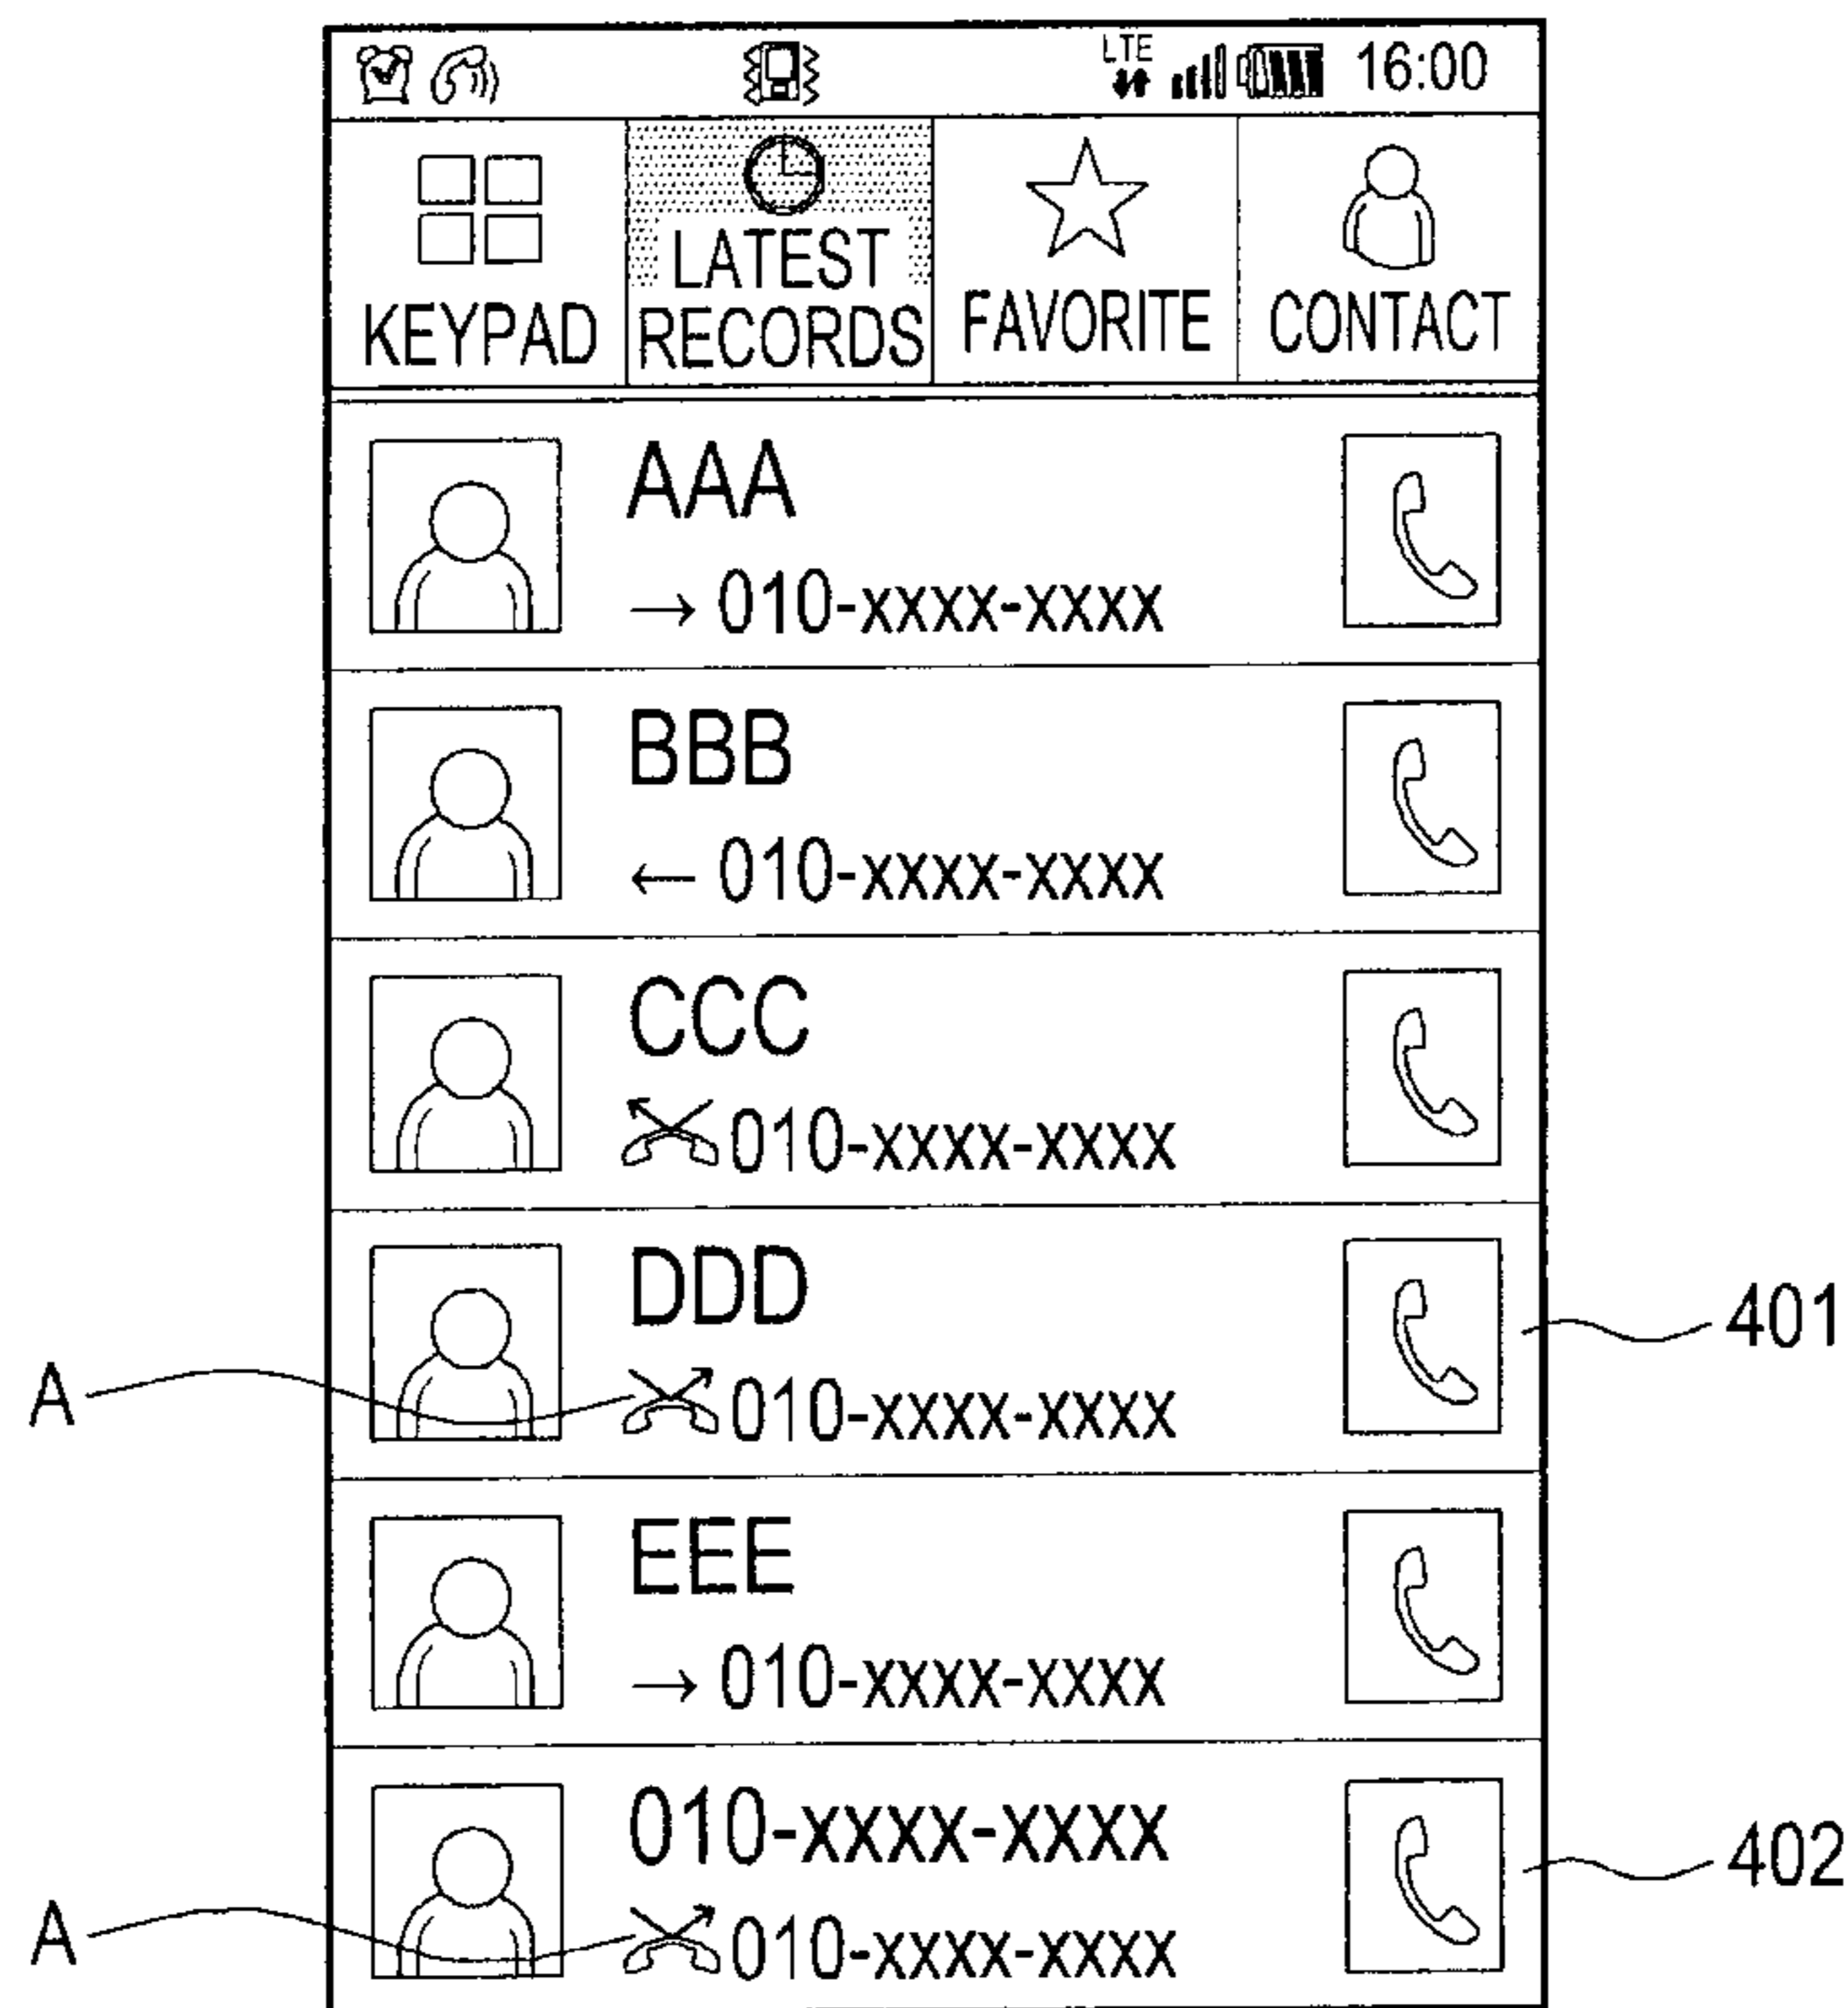 LTE
16:00
KEYPAD
LATEST
RECORDS
FAVORITE
CONTACT
AAA
→ 010-xxxx-xxxx
BBB
← 010-xxxx-xxxx
CCC
010-xxxx-xxxx
DDD
401
A
010-xxxx-xxxx
EEE
→ 010-xxxx-xxxx
010-xxxx-xxxx
402
A
010-xxxx-xxxx